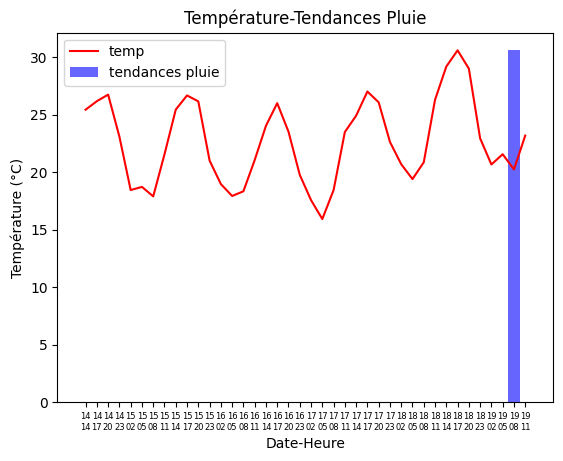 Température-Tendances Pluie
temp
tendances pluie
Température (°C)
30
25
20
15
10
5
0
14 14 14 14 15 15 15 15 15 15 15 15 16 16 16 16 16 16 16 16 17 17 17 17 17 17 17 17 18 18 18 18 18 18 18 18 19 19 19 19
14 17 20 23 02 05 08 11 14 17 20 23 02 05 08 11 14 17 20 23 02 05 08 11 14 17 20 23 02 05 08 11 14 17 20 23 02 05 08 11
Date-Heure